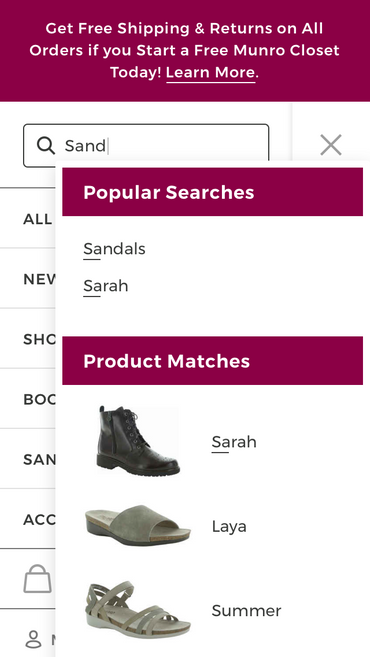 Get Free Shipping & Returns on All
Orders if you Start a Free Munro Closet
Today! Learn More.
Sand
Popular Searches
ALL
Sandals
NEW
Sarah
SHO
Product Matches
BOO
Sarah
SAN
ACC
Laya
Summer